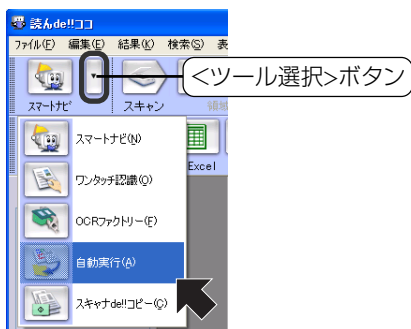 読んde!!ココ
ファイル(F) 編集(E) 結果(K) 検索(S) 表
<ツール選択>ボタン
スマートナビ スキャン 領域
スマートナビ(N)
Excel
ワンタッチ認識(O)
OCRファクトリー(F)
自動実行(A)
スキャナde!!コピー(C)